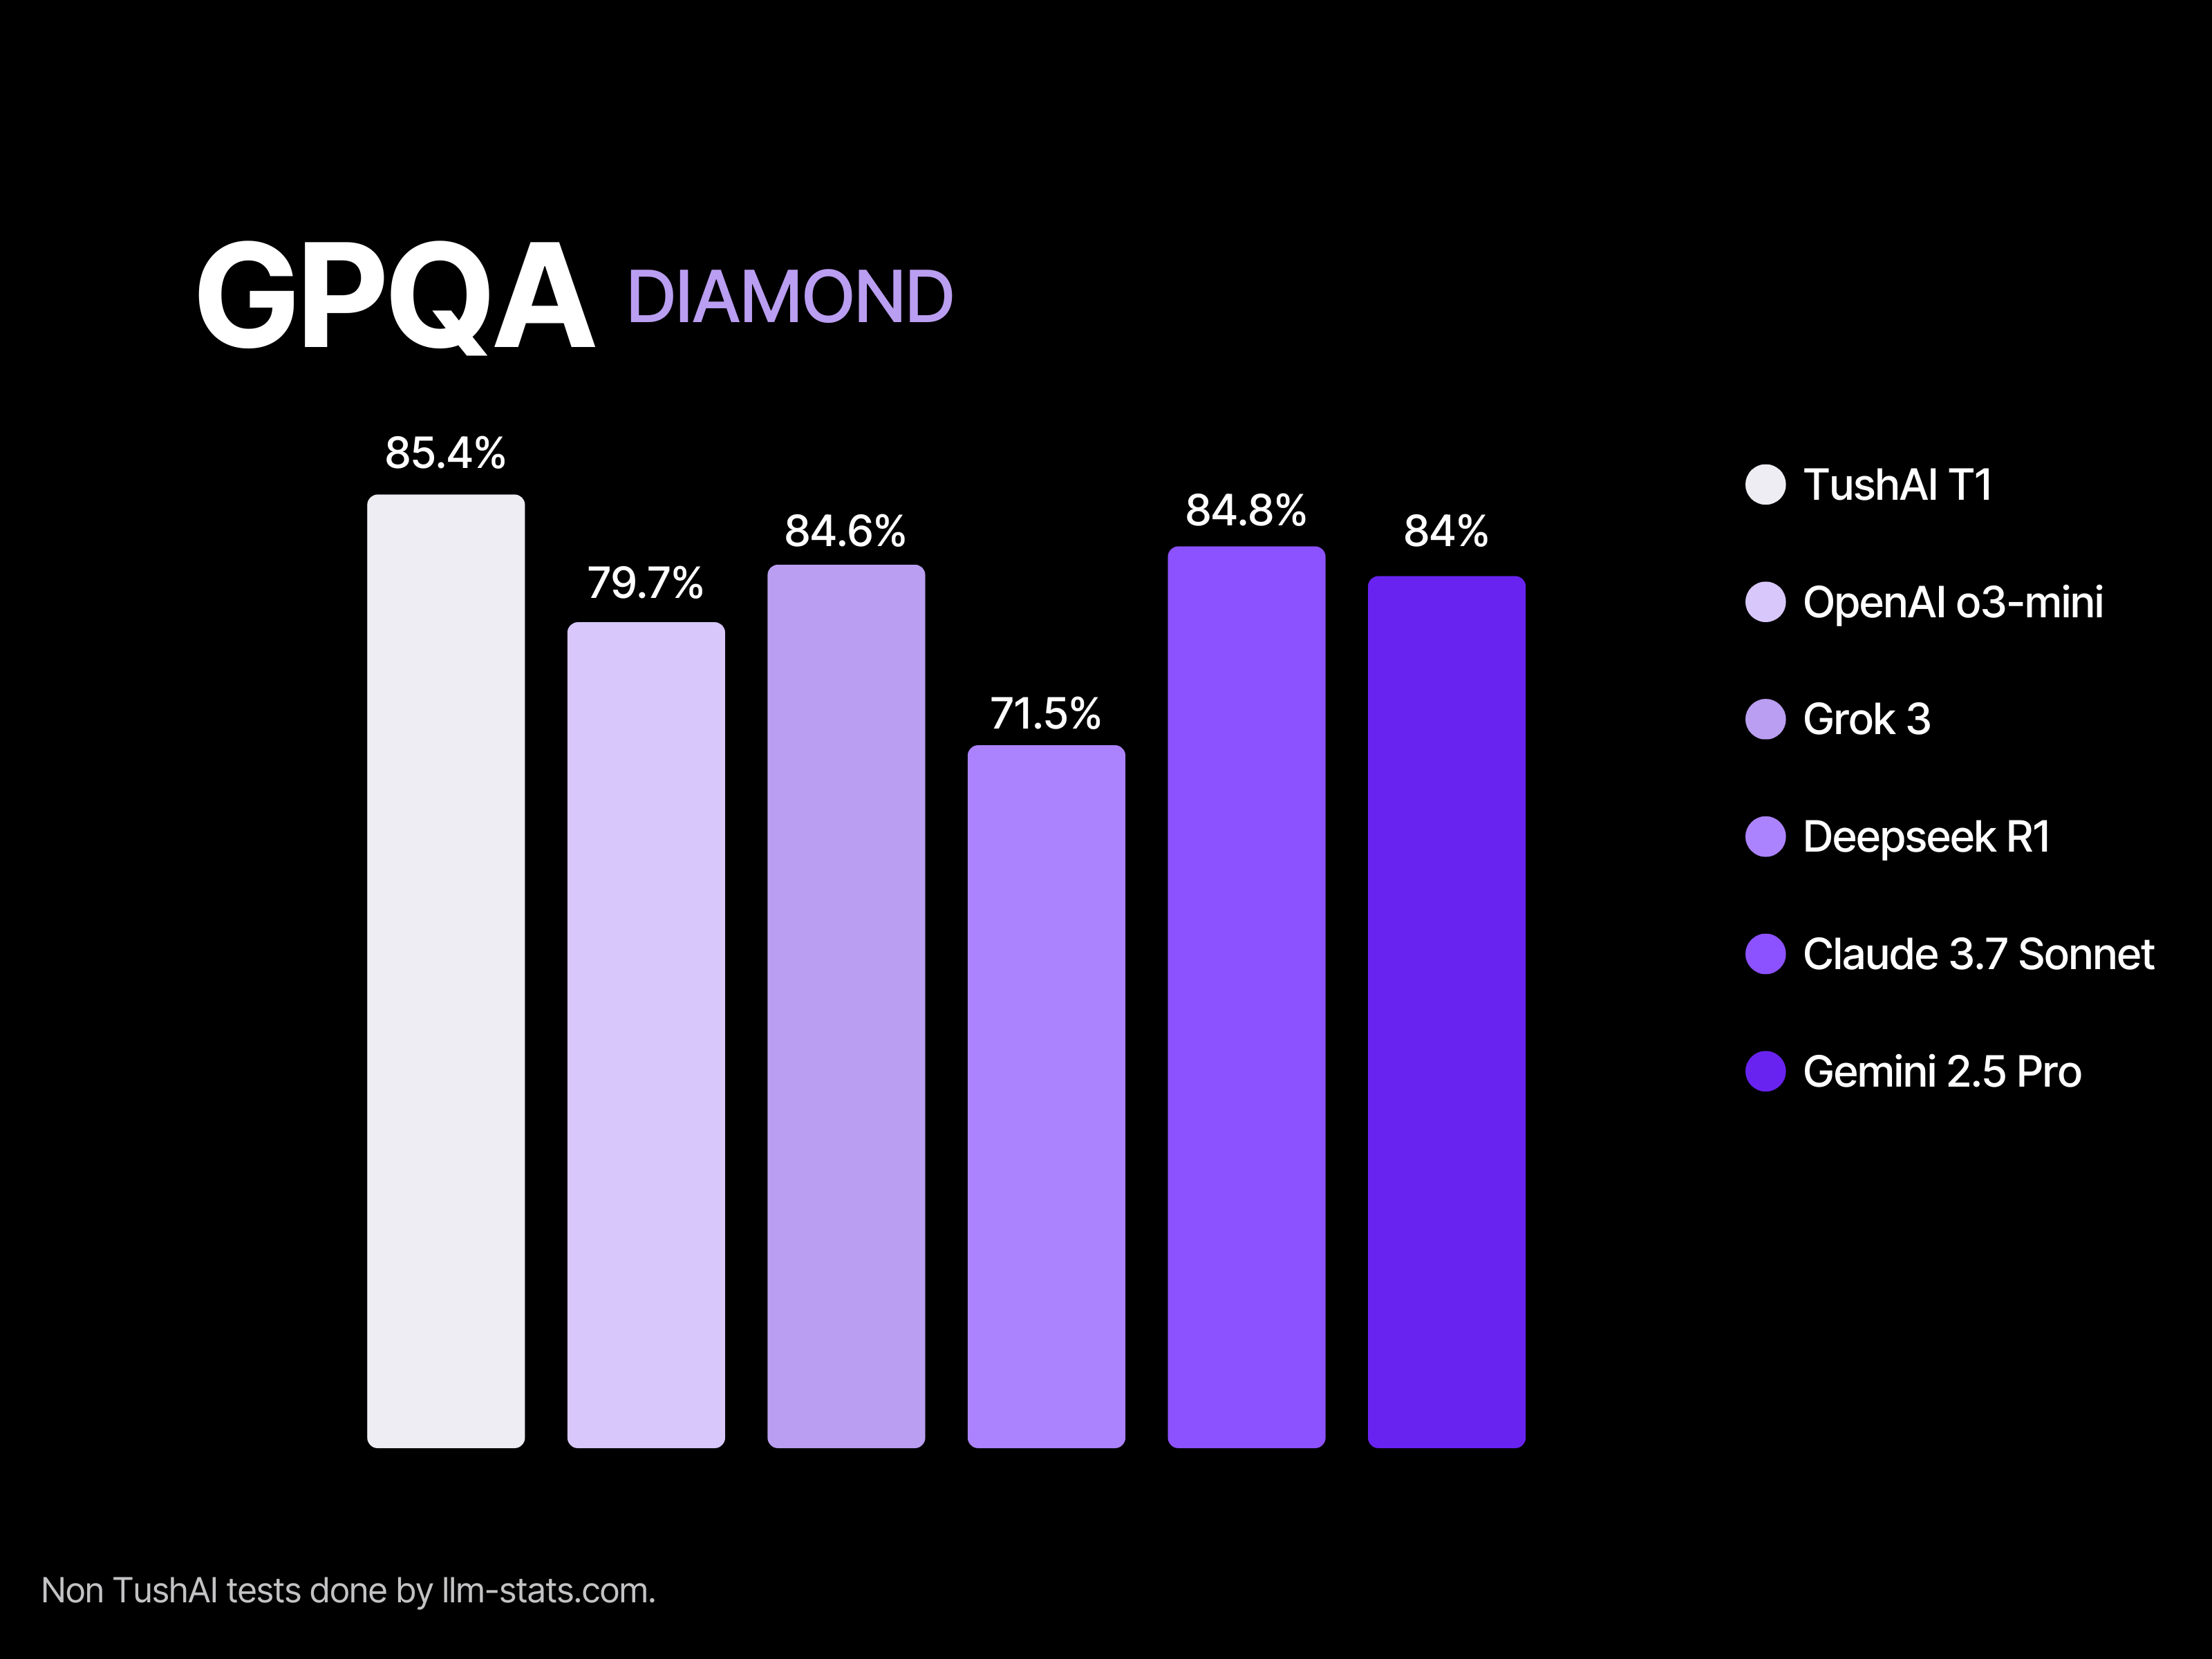 GPQA DIAMOND
85.4%
79.7%
84.6%
71.5%
84.8%
84%
TushAI T1
OpenAI o3-mini
Grok 3
Deepseek R1
Claude 3.7 Sonnet
Gemini 2.5 Pro
Non TushAI tests done by llm-stats.com.